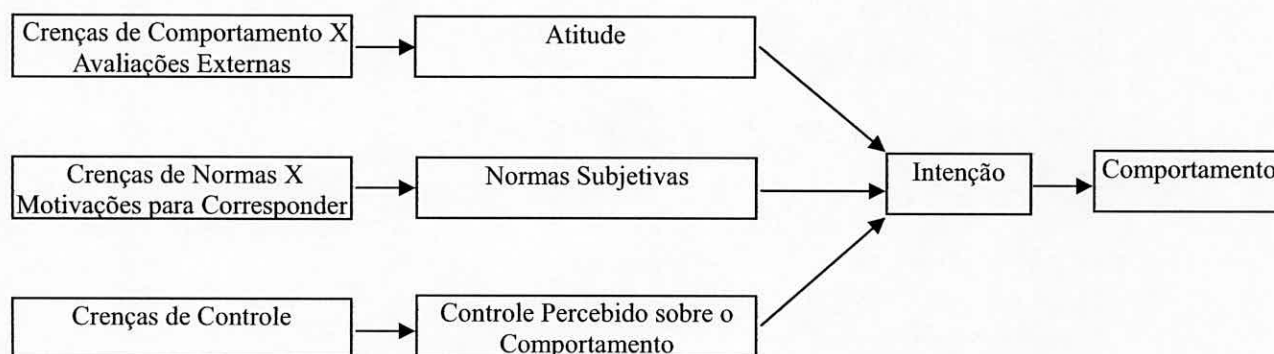 Crenças de Comportamento X
Avaliações Externas
Atitude
Crenças de Normas X
Motivações para Corresponder
Normas Subjetivas
Intenção
Comportamento
Crenças de Controle
Controle Percebido sobre o
Comportamento